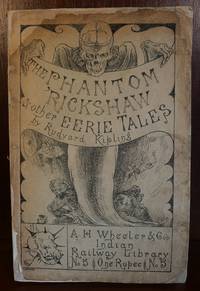 THE PHANTOM
RICKSHAW
& other
EERIE TALES
by Rudyard Kipling
A.H Wheeler & Co's
Indian
Railway Library
No 5 One Rupee No 5